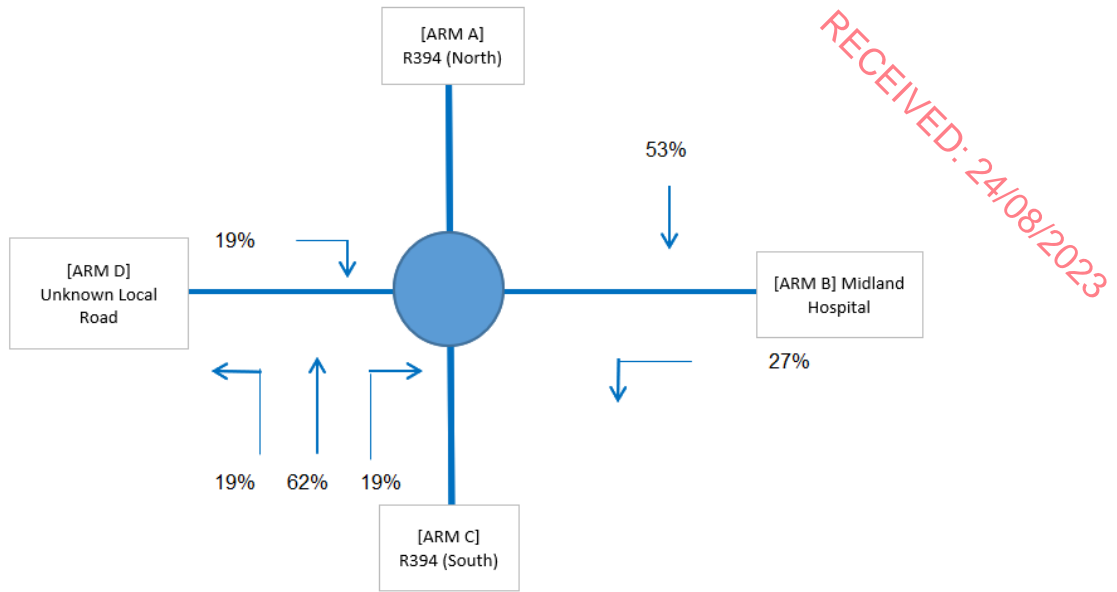 [ARM A]
R394 (North)
RECEIVED: 24/08/2023
53%
19%
[ARM D]
Unknown Local
Road
[ARM B] Midland
Hospital
27%
19% 62% 19%
[ARM C]
R394 (South)